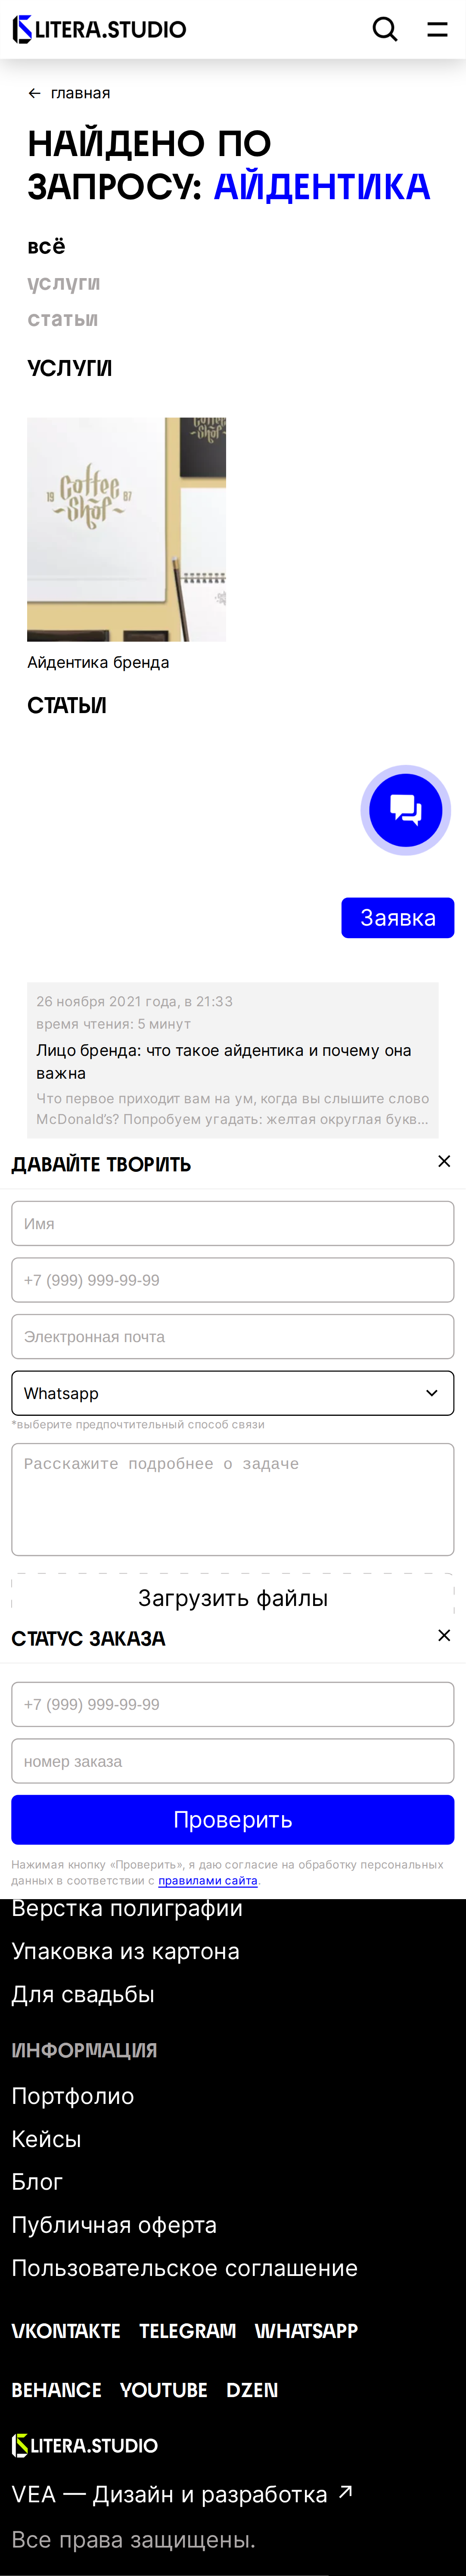 LITERA.STUDIO
← главная
НАЙДЕНО ПО
ЗАПРОСУ: АЙДЕНТИКА
всё
услуги
статьи
УСЛУГИ
19 Coffee Shop 87
Айдентика бренда
СТАТЬИ
Заявка
26 ноября 2021 года, в 21:33
время чтения: 5 минут
Лицо бренда: что такое айдентика и почему она
важна
Что первое приходит вам на ум, когда вы слышите слово
McDonald’s? Попробуем угадать: желтая округлая букв...
ДАВАЙТЕ ТВОРИТЬ
Имя
+7 (999) 999-99-99
Электронная почта
Whatsapp
*выберите предпочтительный способ связи
Расскажите подробнее о задаче
Загрузить файлы
СТАТУС ЗАКАЗА
+7 (999) 999-99-99
номер заказа
Проверить
Нажимая кнопку «Проверить», я даю согласие на обработку персональных
данных в соответствии с правилами сайта.
Верстка полиграфии
Упаковка из картона
Для свадьбы
ИНФОРМАЦИЯ
Портфолио
Кейсы
Блог
Публичная оферта
Пользовательское соглашение
VKONTAKTE TELEGRAM WHATSAPP
BEHANCE YOUTUBE DZEN
LITERA.STUDIO
VEA — Дизайн и разработка ↗
Все права защищены.